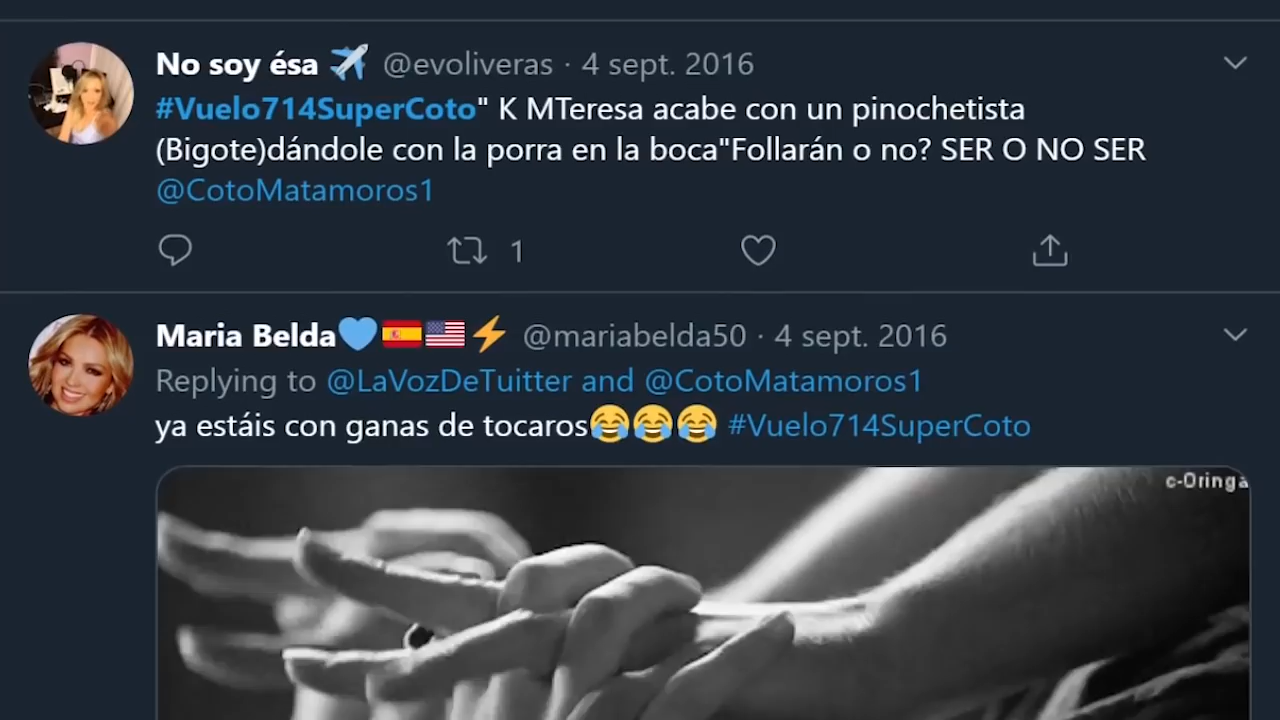 No soy ésa @evoliveras · 4 sept. 2016
#Vuelo714SuperCoto" K MTeresa acabe con un pinochetista
(Bigote)dándole con la porra en la boca"Follarán o no? SER O NO SER
@CotoMatamoros1
1
Maria Belda @mariabelda50 · 4 sept. 2016
Replying to @LaVozDeTuitter and @CotoMatamoros1
ya estáis con ganas de tocaros😂😂😂 #Vuelo714SuperCoto
c-Oringa